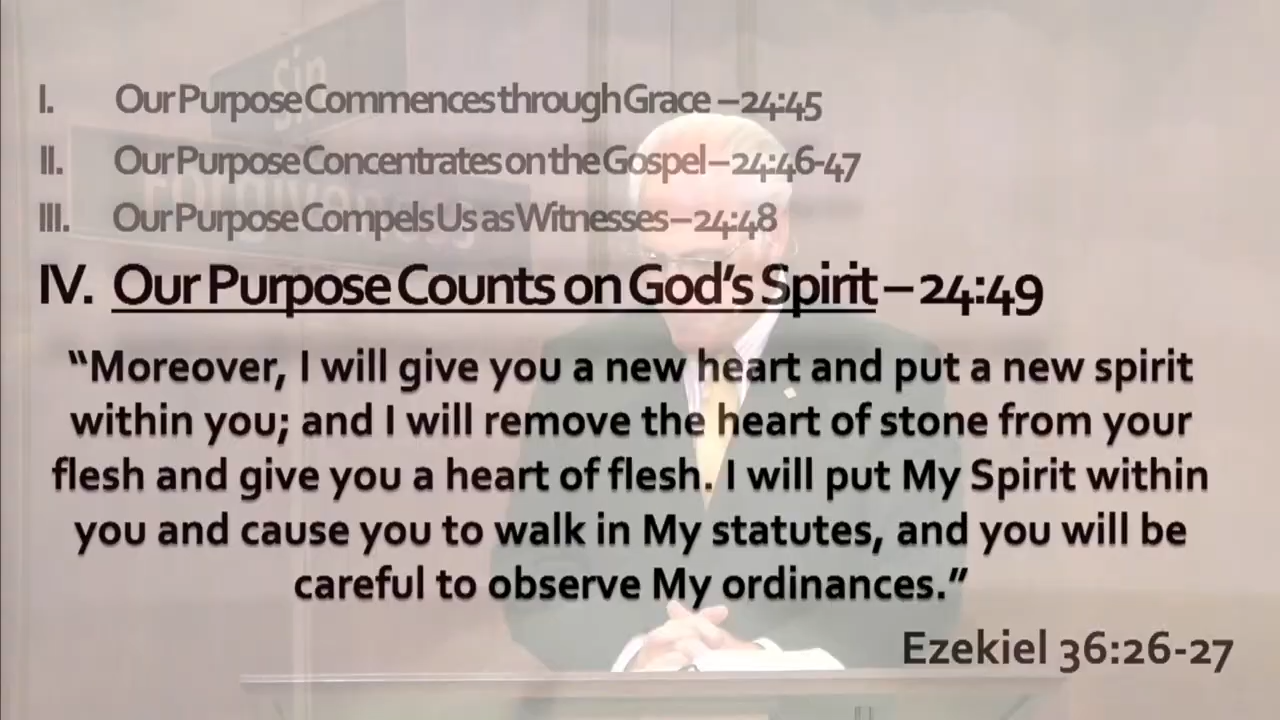 sin
Forgiveness
I. Our Purpose Commences through Grace – 24:45
II. Our Purpose Concentrates on the Gospel – 24:46-47
III. Our Purpose Compels Us as Witnesses – 24:48
IV. Our Purpose Counts on God’s Spirit – 24:49
“Moreover, I will give you a new heart and put a new spirit
within you; and I will remove the heart of stone from your
flesh and give you a heart of flesh. I will put My Spirit within
you and cause you to walk in My statutes, and you will be
careful to observe My ordinances.”
Ezekiel 36:26-27